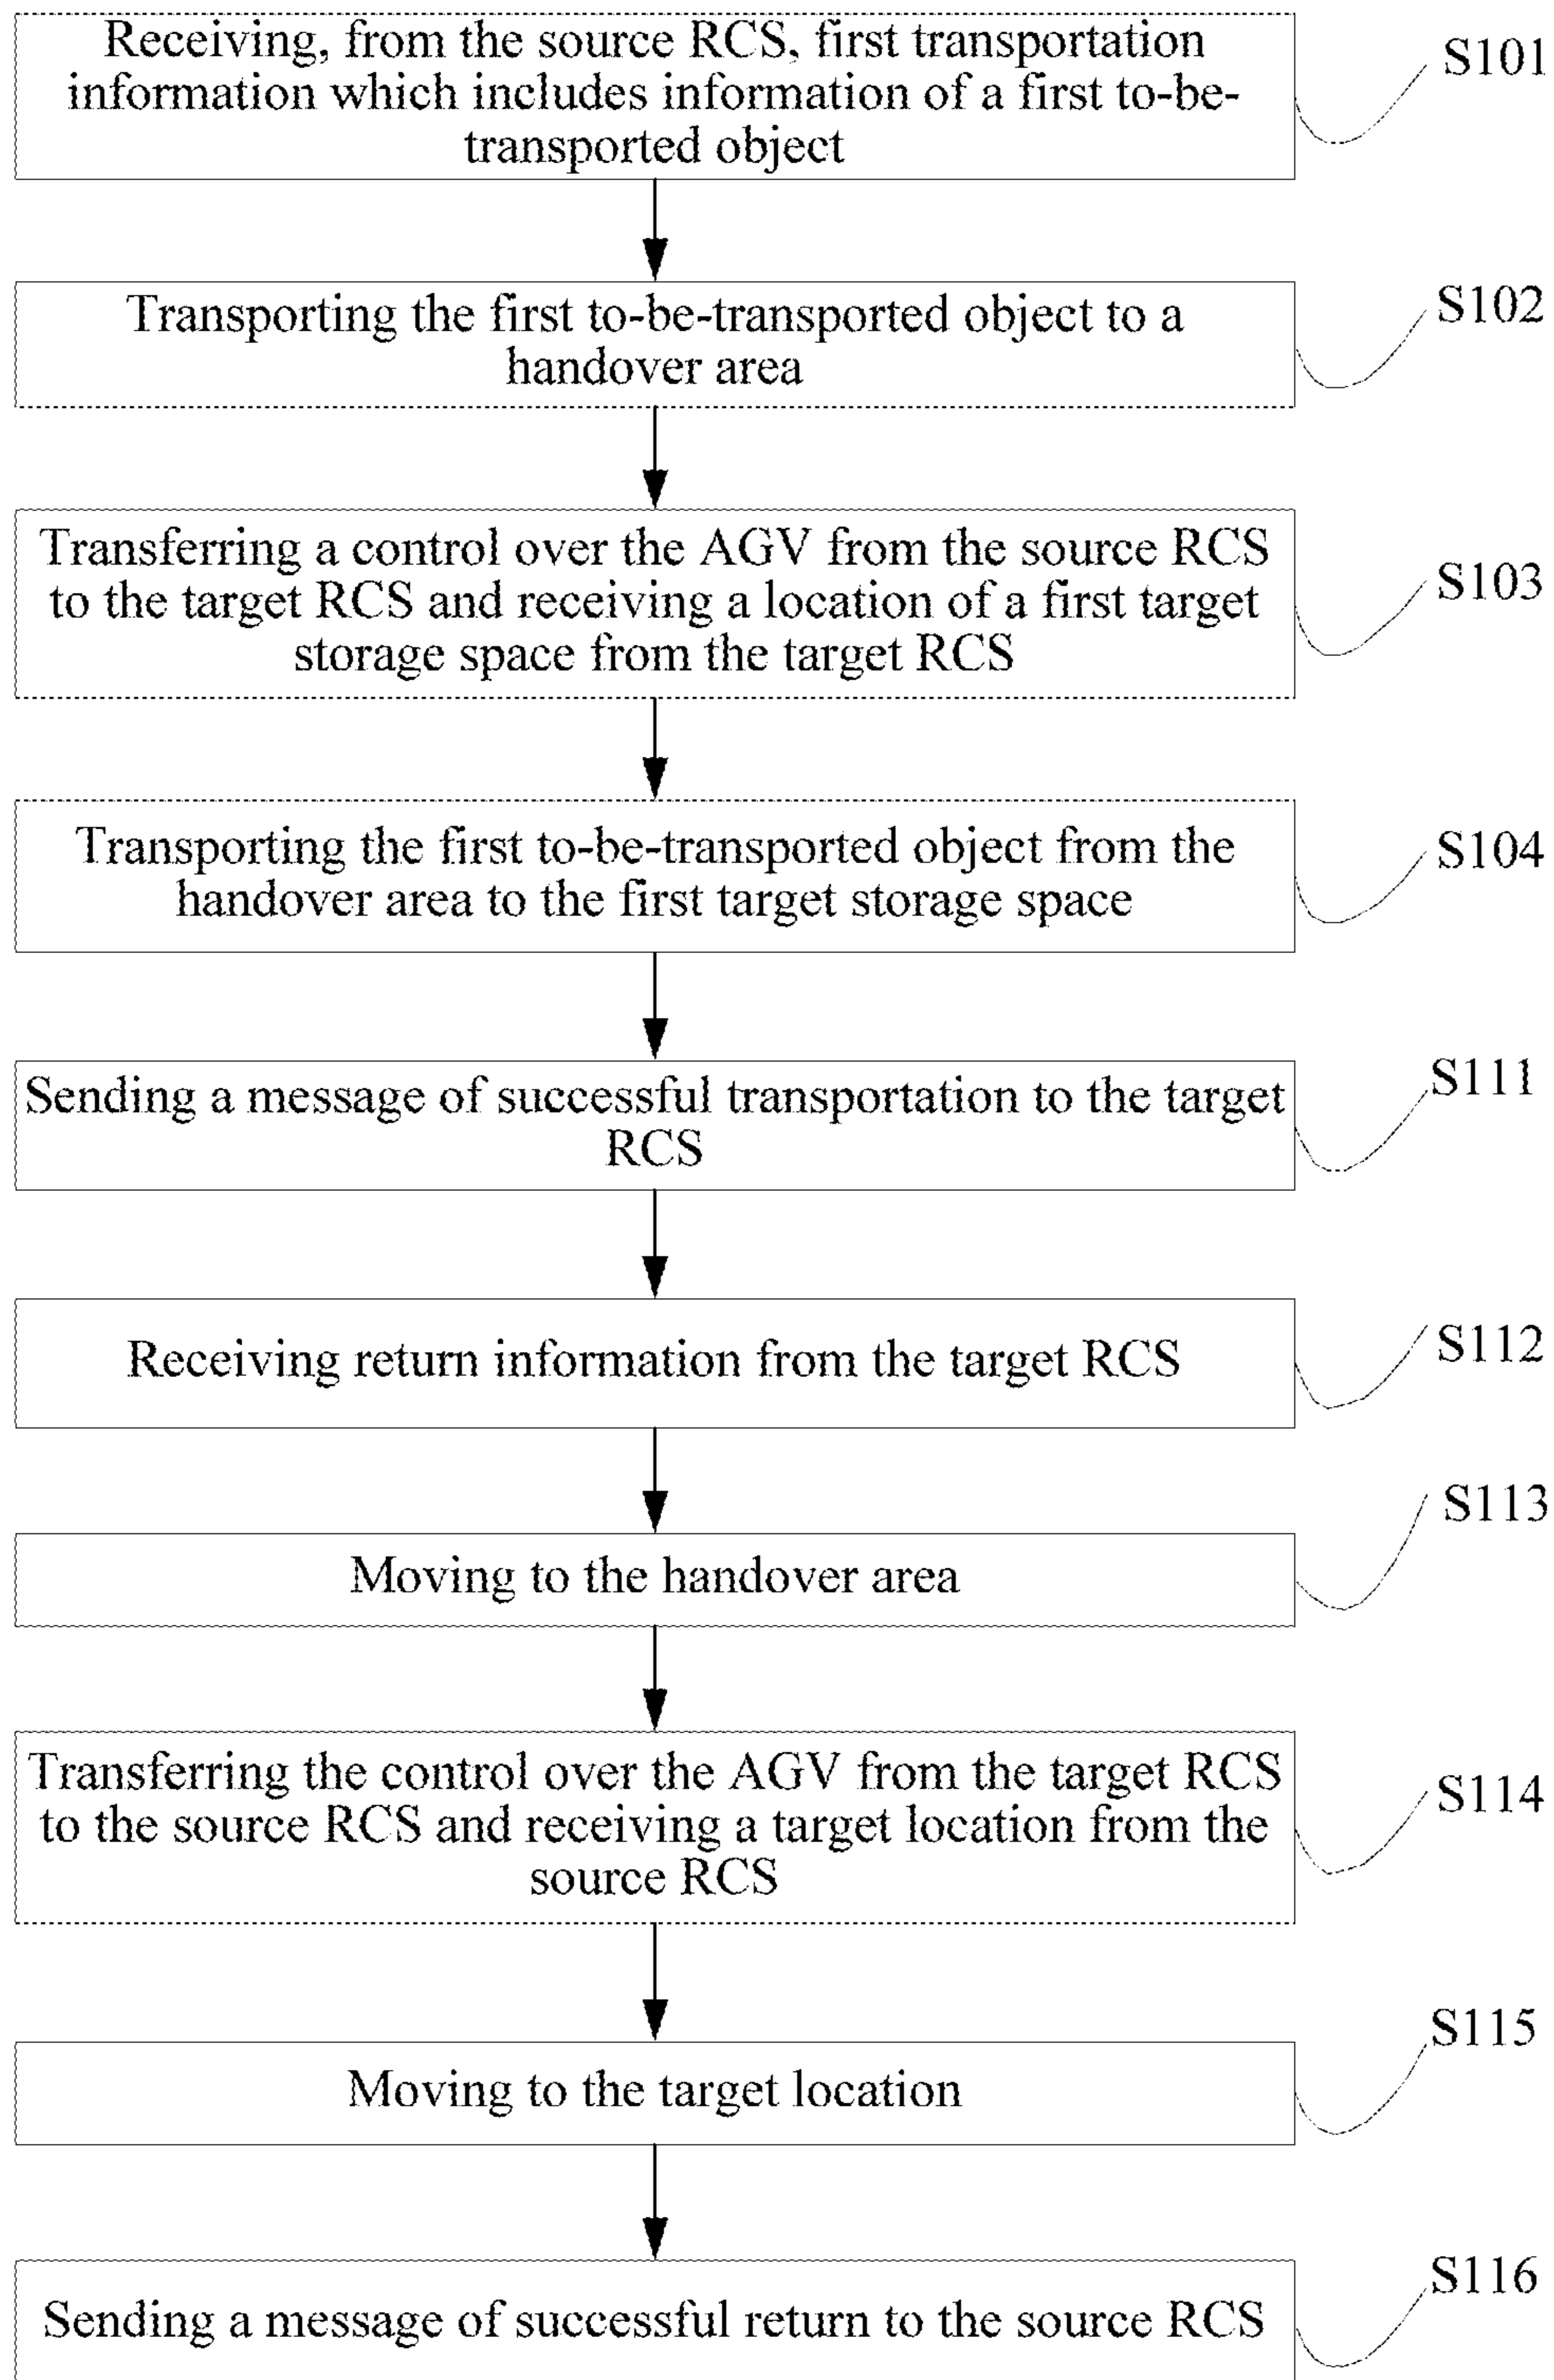 Receiving, from the source RCS, first transportation
information which includes information of a first to-be-
transported object
S101
Transporting the first to-be-transported object to a
handover area
S102
Transferring a control over the AGV from the source RCS
to the target RCS and receiving a location of a first target
storage space from the target RCS
S103
Transporting the first to-be-transported object from the
handover area to the first target storage space
S104
Sending a message of successful transportation to the target
RCS
S111
Receiving return information from the target RCS
S112
Moving to the handover area
S113
Transferring the control over the AGV from the target RCS
to the source RCS and receiving a target location from the
source RCS
S114
Moving to the target location
S115
Sending a message of successful return to the source RCS
S116